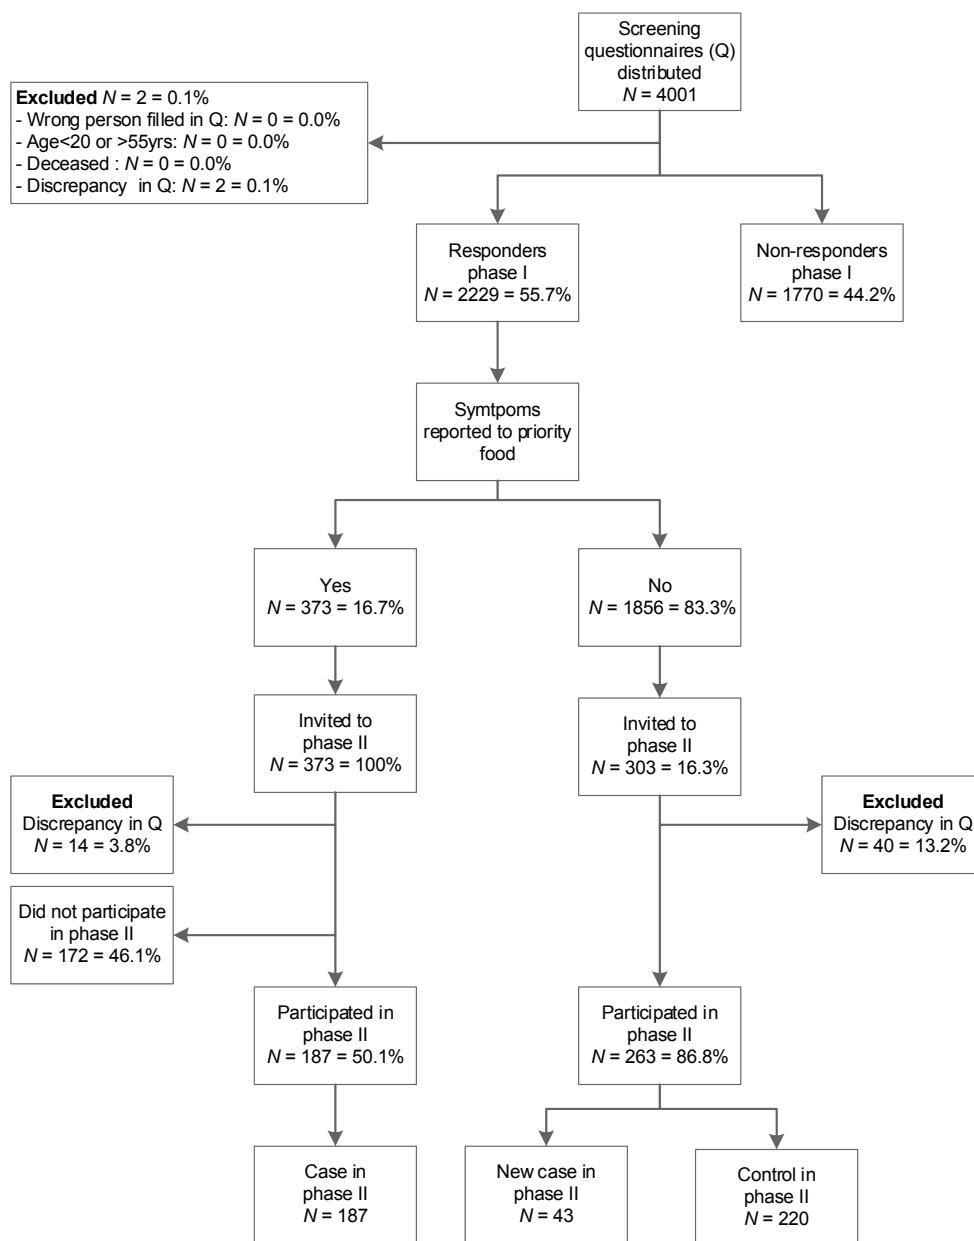 Screening
questionnaires (Q)
distributed
N = 4001
Excluded N = 2 = 0.1%
- Wrong person filled in Q: N = 0 = 0.0%
- Age<20 or >55yrs: N = 0 = 0.0%
- Deceased : N = 0 = 0.0%
- Discrepancy in Q: N = 2 = 0.1%
Responders
phase I
N = 2229 = 55.7%
Non-responders
phase I
N = 1770 = 44.2%
Symtpoms
reported to priority
food
Yes
N = 373 = 16.7%
No
N = 1856 = 83.3%
Invited to
phase II
N = 373 = 100%
Invited to
phase II
N = 303 = 16.3%
Excluded
Discrepancy in Q
N = 14 = 3.8%
Excluded
Discrepancy in Q
N = 40 = 13.2%
Did not participate
in phase II
N = 172 = 46.1%
Participated in
phase II
N = 187 = 50.1%
Participated in
phase II
N = 263 = 86.8%
Case in
phase II
N = 187
New case in
phase II
N = 43
Control in
phase II
N = 220